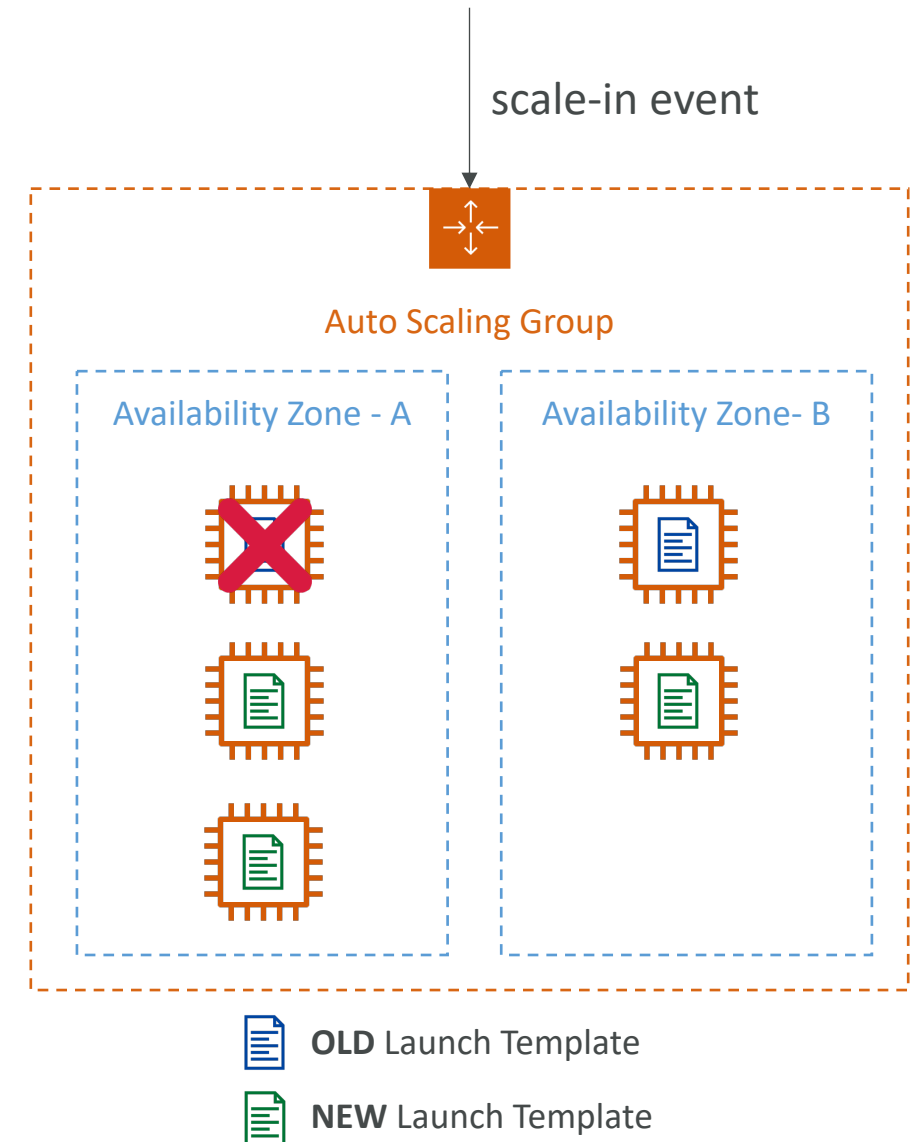 scale-in event
Auto Scaling Group
Availability Zone - A
Availability Zone- B
OLD Launch Template
NEW Launch Template